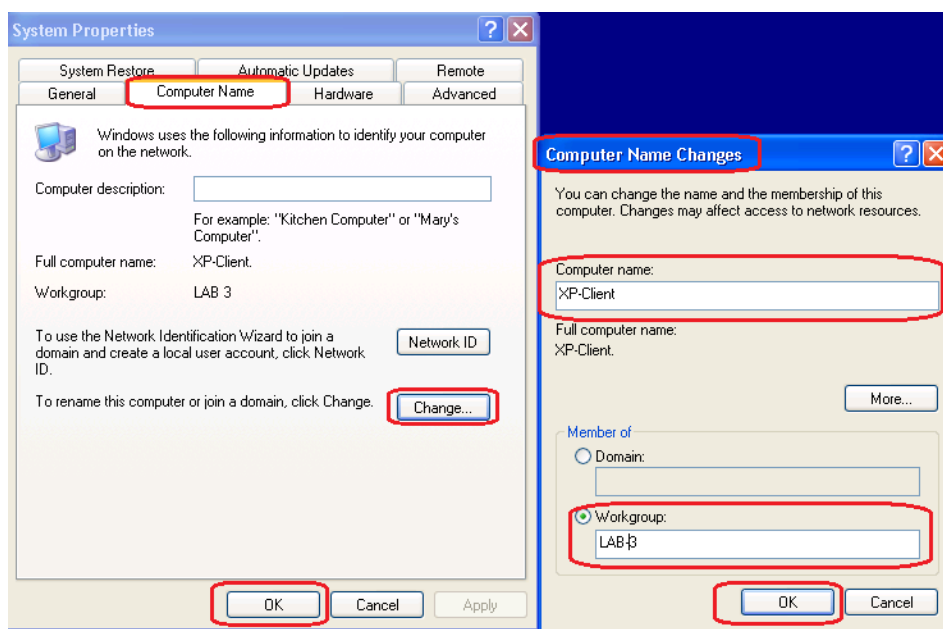 System Properties
System Restore Automatic Updates Remote
General Computer Name Hardware Advanced
Windows uses the following information to identify your computer
on the network.
Computer description:
For example: "Kitchen Computer" or "Mary's
Computer".
Full computer name: XP-Client.
Workgroup: LAB 3
To use the Network Identification Wizard to join a
domain and create a local user account, click Network
ID.
Network ID
To rename this computer or join a domain, click Change.
Change...
OK Cancel Apply
Computer Name Changes
You can change the name and the membership of this
computer. Changes may affect access to network resources.
Computer name:
XP-Client
Full computer name:
XP-Client.
More...
Member of
Domain:
Workgroup:
LAB 3
OK Cancel